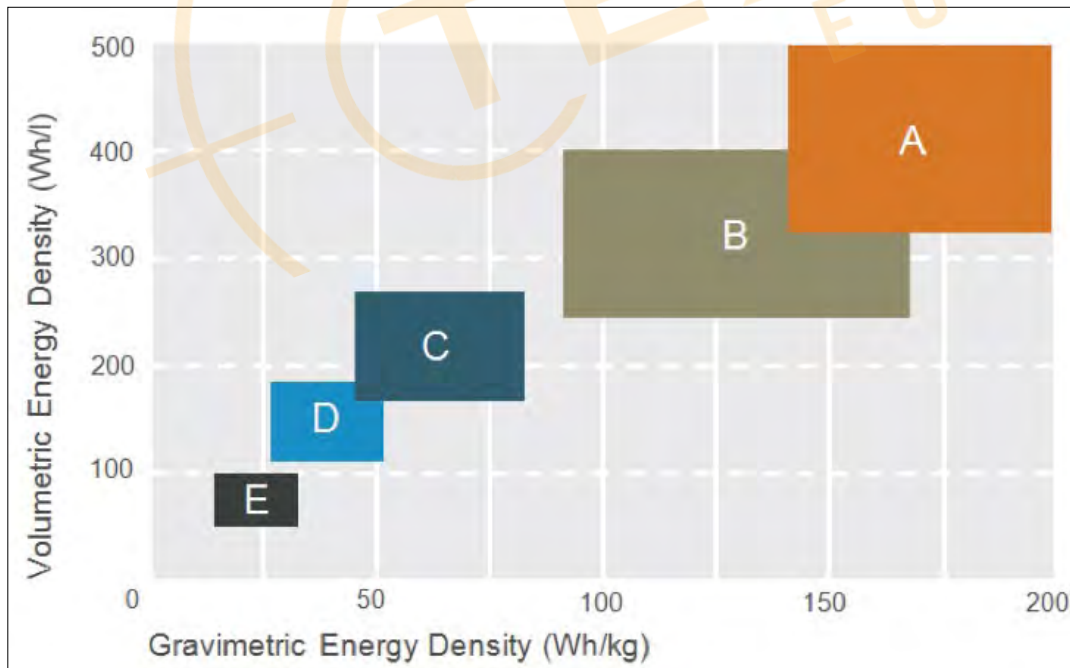 500
400
300
200
100
0
50
100
150
200
Volumetric Energy Density (Wh/l)
Gravimetric Energy Density (Wh/kg)
A
B
C
D
E
T E
E U